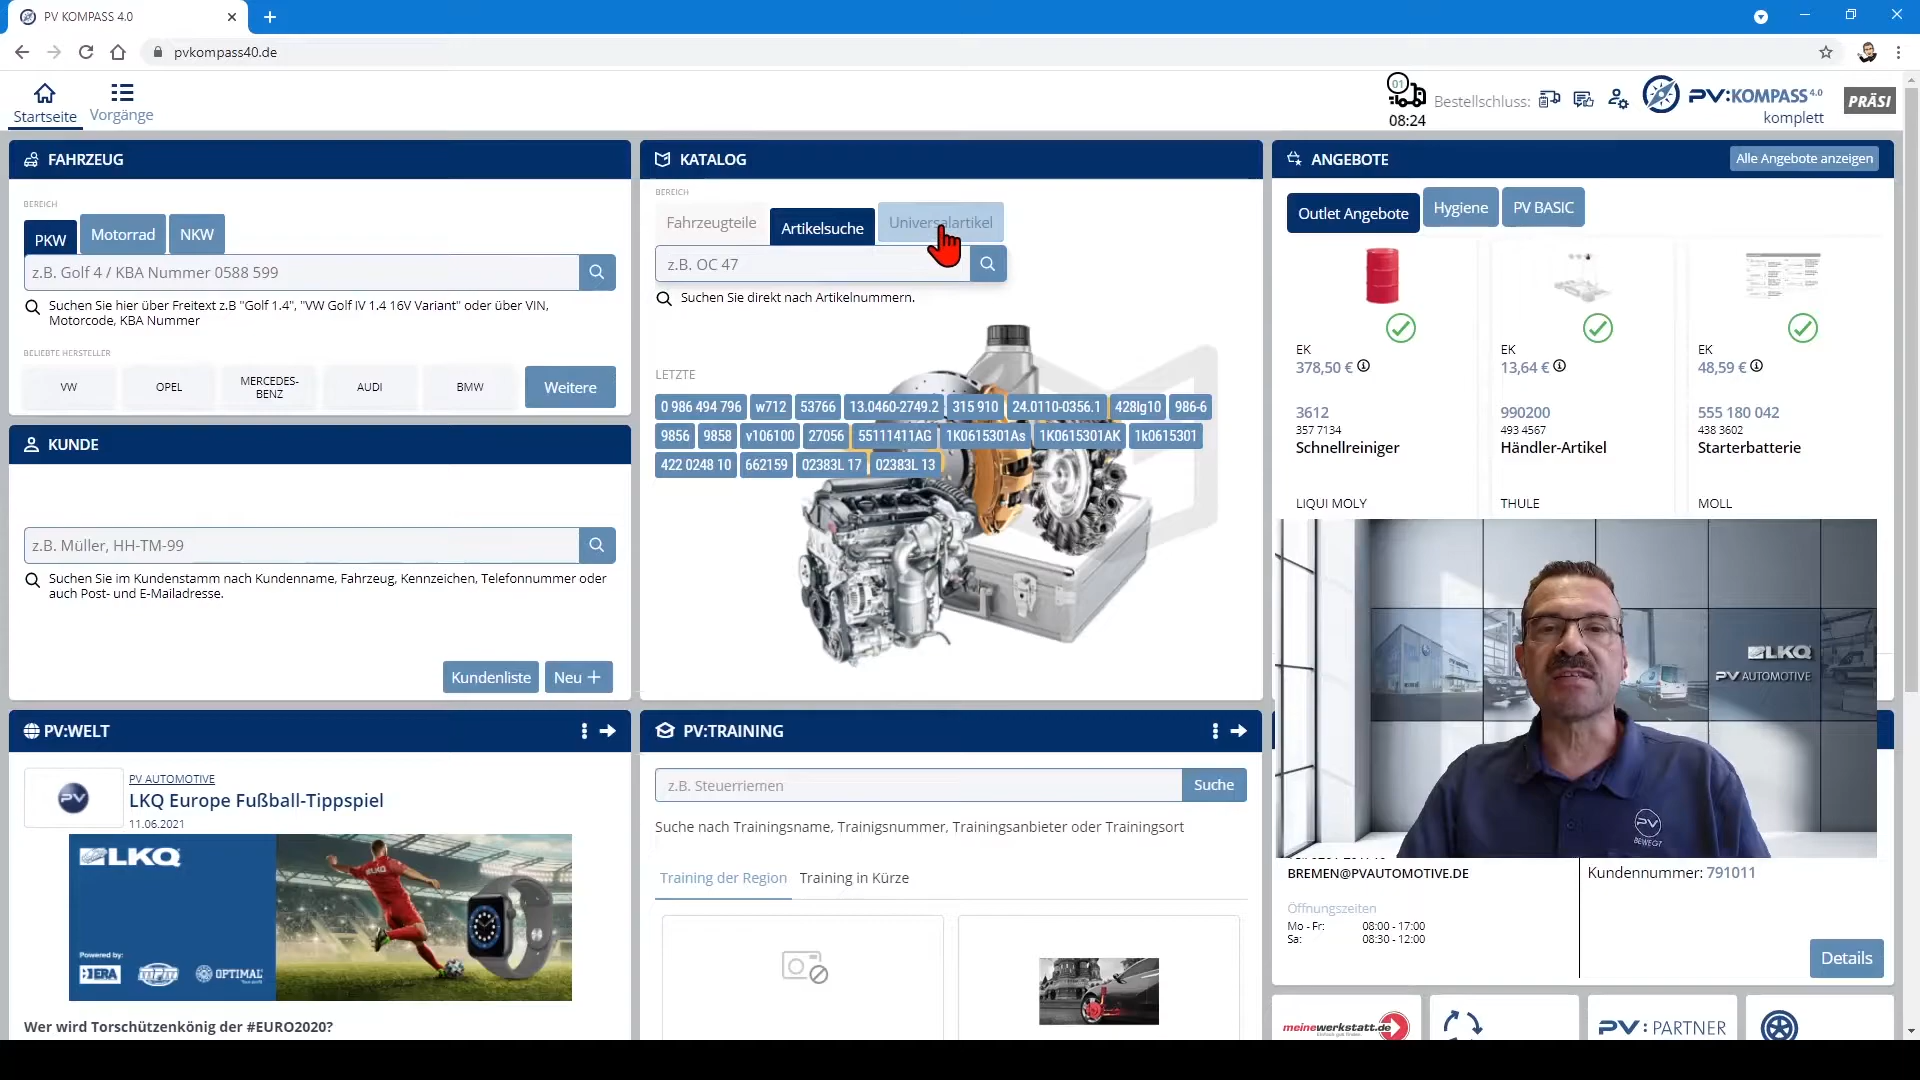 PV KOMPASS 4.0
pvkompass40.de
Startseite
Vorgänge
01
08:24
Bestellschluss:
PV:KOMPASS 4.0
komplett
PRÄSI
FAHRZEUG
BEREICH
PKW
Motorrad
NKW
z.B. Golf 4 / KBA Nummer 0588 599
Suchen Sie hier über Freitext z.B "Golf 1.4", "VW Golf IV 1.4 16V Variant" oder über VIN,
Motorcode, KBA Nummer
BELIEBTE HERSTELLER
VW
OPEL
MERCEDES-
BENZ
AUDI
BMW
Weitere
KUNDE
z.B. Müller, HH-TM-99
Suchen Sie im Kundenstamm nach Kundenname, Fahrzeug, Kennzeichen, Telefonnummer oder
auch Post- und E-Mailadresse.
Kundenliste
Neu +
KATALOG
BEREICH
Fahrzeugteile
Artikelsuche
Universalartikel
z.B. OC 47
Suchen Sie direkt nach Artikelnummern.
LETZTE
0 986 494 796 w712 53766 13.0460-2749.2 315 910 24.0110-0356.1 428lg10 986-6
9856 9858 v106100 27056 55111411AG 1K0615301As 1K0615301AK 1k0615301
422 0248 10 662159 02383L 17 02383L 13
ANGEBOTE
Alle Angebote anzeigen
Outlet Angebote
Hygiene
PV BASIC
EK
378,50 €
3612
357 7134
Schnellreiniger
LIQUI MOLY
EK
13,64 €
990200
493 4567
Händler-Artikel
THULE
EK
48,59 €
555 180 042
438 3602
Starterbatterie
MOLL
LKQ
PV AUTOMOTIVE
PV
BEWEGT
PV:WELT
PV
PV AUTOMOTIVE
LKQ Europe Fußball-Tippspiel
11.06.2021
LKQ
Powered by:
ERA
mpm
OPTIMAL
Wer wird Torschützenkönig der #EURO2020?
PV:TRAINING
z.B. Steuerriemen
Suche
Suche nach Trainingsname, Trainigsnummer, Trainingsanbieter oder Trainingsort
Training der Region
Training in Kürze
BREMEN@PVAUTOMOTIVE.DE
Öffnungszeiten
Mo - Fr: 08:00 - 17:00
Sa: 08:30 - 12:00
Kundennummer: 791011
Details
meinewerkstatt.de
PV: PARTNER